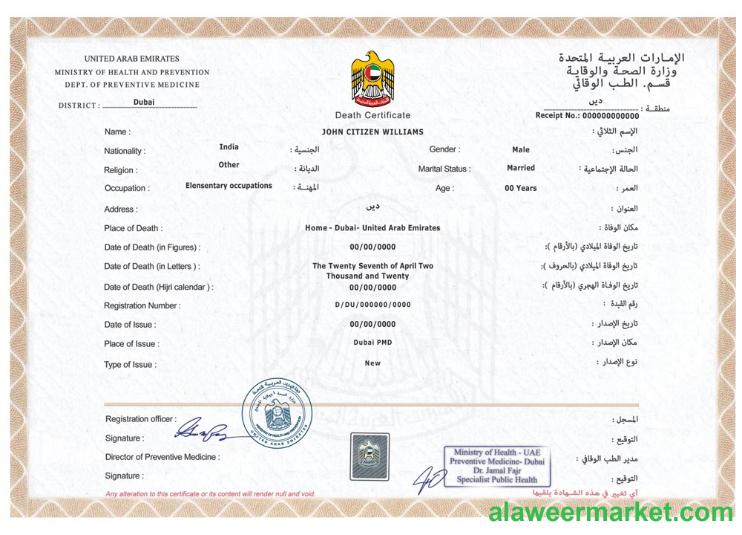 UNITED ARAB EMIRATES
MINISTRY OF HEALTH AND PREVENTION
DEPT. OF PREVENTIVE MEDICINE
DISTRICT : Dubai
الإمارات العربية المتحدة
وزارة الصحة والوقاية
قسم. الطب الوقائي
دبي
منطقة :
Death Certificate
Receipt No.: 000000000000
Name : JOHN CITIZEN WILLIAMS الإسم الثلاثي :
Nationality : India الجنسية : Gender : Male الجنس :
Religion : Other الديانة : Marital Status : Married الحالة الإجتماعية :
Occupation : Elensentary occupations المهنة : Age : 00 Years العمر :
Address : دبي العنوان :
Place of Death : Home - Dubai- United Arab Emirates مكان الوفاة :
Date of Death (in Figures) : 00/00/0000 تاريخ الوفاة الميلادي (بالأرقام ):
Date of Death (in Letters ) : The Twenty Seventh of April Two تاريخ الوفاة الميلادي (بالحروف ):
Thousand and Twenty
Date of Death (Hijri calendar ) : 00/00/0000 تاريخ الوفاة الهجري (بالأرقام ):
Registration Number : D/DU/000000/0000 رقم القيدة :
Date of Issue : 00/00/0000 تاريخ الإصدار :
Place of Issue : Dubai PMD مكان الإصدار :
Type of Issue : New نوع الإصدار :
UNITED ARAB EMIRATES
Registration officer : المسجل :
Signature : التوقيع :
Director of Preventive Medicine : مدير الطب الوقائي :
Signature : التوقيع :
Ministry of Health - UAE
Preventive Medicine- Dubai
Dr. Jamal Fajr
Specialist Public Health
Any alteration to this certificate or its content will render null and void أي تغيير في هذه الشهادة يلغيها
alaweermarket.com